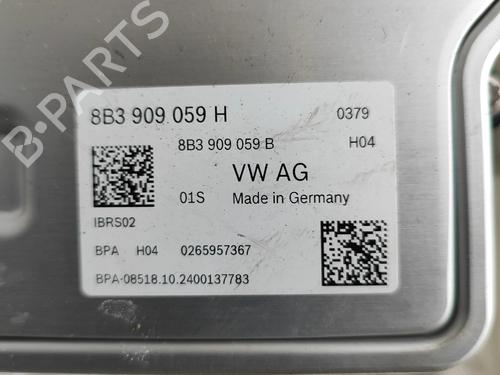 8B3 909 059 H 0379
8B3 909 059 B H04
VW AG
01S Made in Germany
IBRS02
BPA H04 0265957367
BPA-08518.10.2400137783
B-PARTS